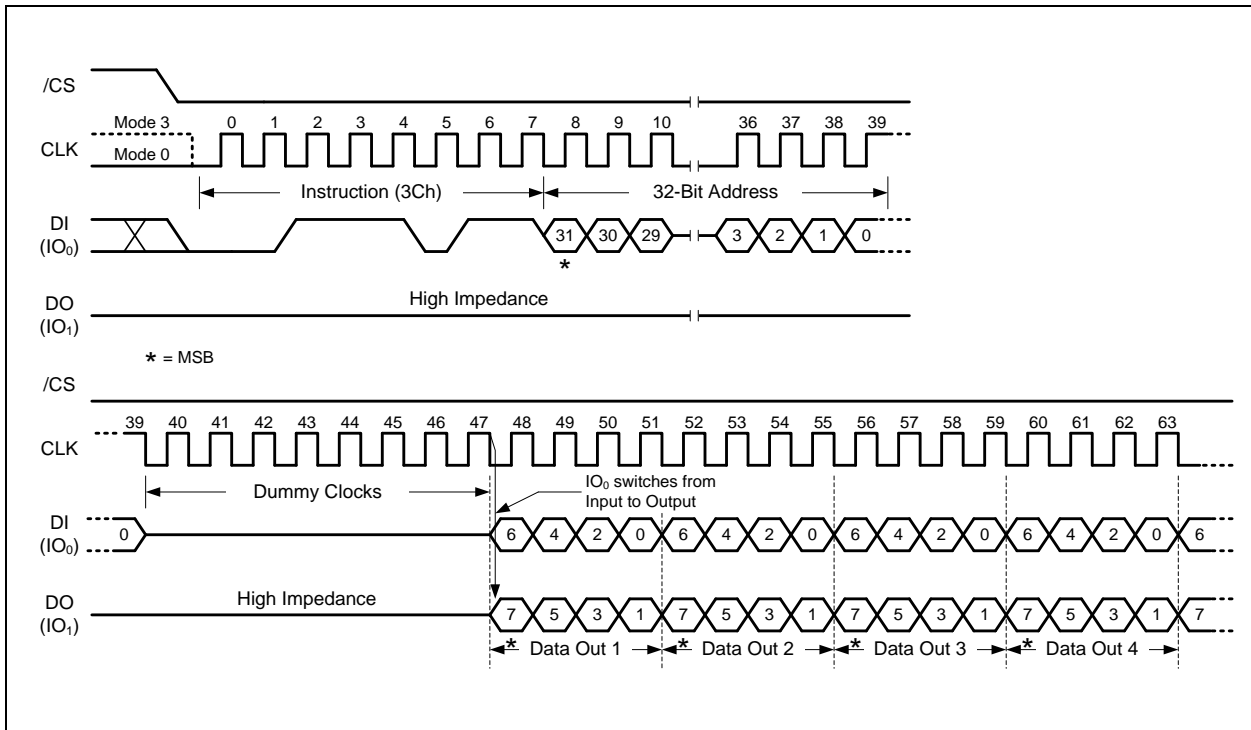 /CS
Mode 3 0 1 2 3 4 5 6 7 8 9 10 36 37 38 39
CLK
Mode 0
Instruction (3Ch) 32-Bit Address
DI
(IO₀)
31 30 29 3 2 1 0
*
High Impedance
DO
(IO₁)
* = MSB
/CS
39 40 41 42 43 44 45 46 47 48 49 50 51 52 53 54 55 56 57 58 59 60 61 62 63
CLK
Dummy Clocks
IO₀ switches from
Input to Output
DI
(IO₀)
0 6 4 2 0 6 4 2 0 6 4 2 0 6 4 2 0 6
High Impedance
DO
(IO₁)
7 5 3 1 7 5 3 1 7 5 3 1 7 5 3 1 7
* Data Out 1 * Data Out 2 * Data Out 3 * Data Out 4